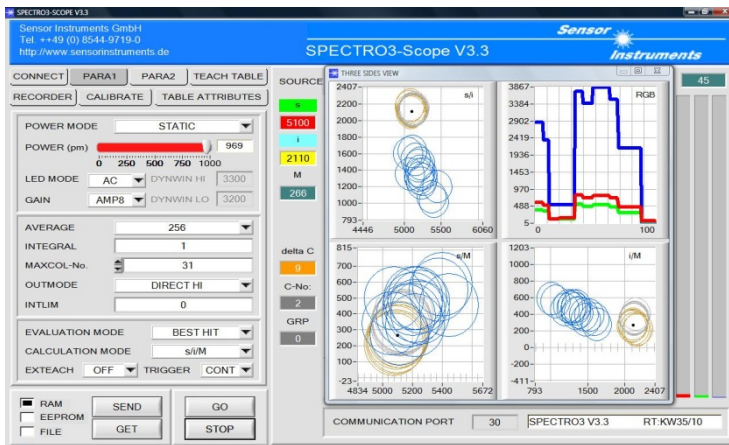 SPECTRO3-SCOPE V3.3
Sensor Instruments GmbH
Tel. ++49 (0) 8544-9719-0
http://www.sensorinstruments.de
SPECTRO3-Scope V3.3
Sensor
Instruments
CONNECT PARA1 PARA2 TEACH TABLE
RECORDER CALIBRATE TABLE ATTRIBUTES
POWER MODE STATIC
POWER (pm) 969
0 250 500 750 1000
LED MODE AC DYNWIN HI 3300
GAIN AMP8 DYNWIN LO 3200
AVERAGE 256
INTEGRAL 1
MAXCOL-No. 31
OUTMODE DIRECT HI
INTLIM 0
EVALUATION MODE BEST HIT
CALCULATION MODE s/i/M
EXTEACH OFF TRIGGER CONT
RAM
EEPROM
FILE
SEND GO
GET STOP
SOURCE
s
5100
i
2110
M
266
delta C
9
C-No:
2
GRP
0
THREE SIDES VIEW
s/i
2407-
2200-
2000-
1800-
1600-
1400-
1200-
1000-
793-
4446 5000 5500 6060
RGB
3867-
3384-
2902-
2419-
1936-
1453-
970-
488-
5-
0 100
s/M
815-
700-
600-
500-
400-
300-
200-
100-
-23-
4834 5000 5200 5400 5672
i/M
1203-
1000-
800-
600-
400-
200-
0-
-200-
-411-
793 1500 2000 2407
45
COMMUNICATION PORT 30 SPECTRO3 V3.3 RT:KW35/10